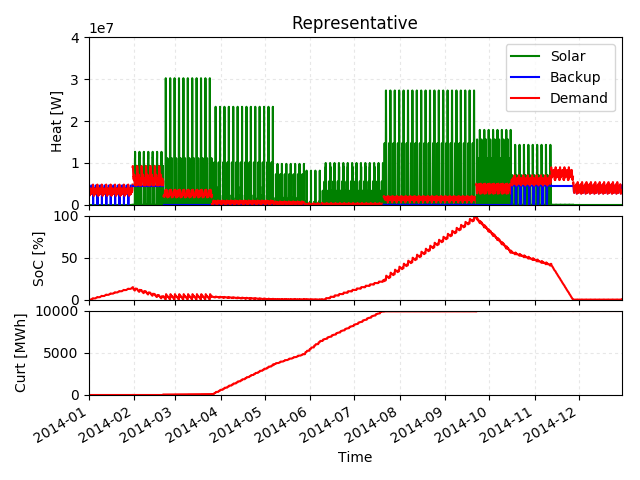 Representative
1e7
Heat [W]
4
3
2
1
0
Solar
Backup
Demand
SoC [%]
100
50
0
Curt [MWh]
10000
5000
0
2014-01
2014-02
2014-03
2014-04
2014-05
2014-06
2014-07
2014-08
2014-09
2014-10
2014-11
2014-12
Time